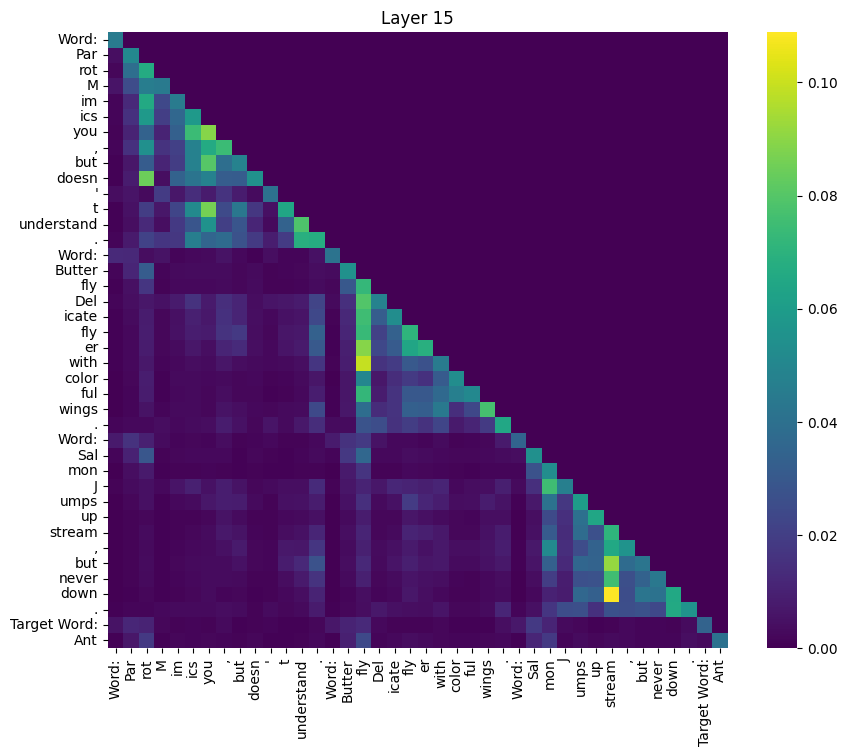 Layer 15
Word:
Par
rot
M
im
ics
you
,
but
doesn
'
t
understand
.
Word:
Butter
fly
Del
icate
fly
er
with
color
ful
wings
.
Word:
Sal
mon
J
umps
up
stream
,
but
never
down
.
Target Word:
Ant
0.10
0.08
0.06
0.04
0.02
0.00
Word:
Par
rot
M
im
ics
you
,
but
doesn
'
t
understand
.
Word:
Butter
fly
Del
icate
fly
er
with
color
ful
wings
.
Word:
Sal
mon
J
umps
up
stream
,
but
never
down
.
Target Word:
Ant